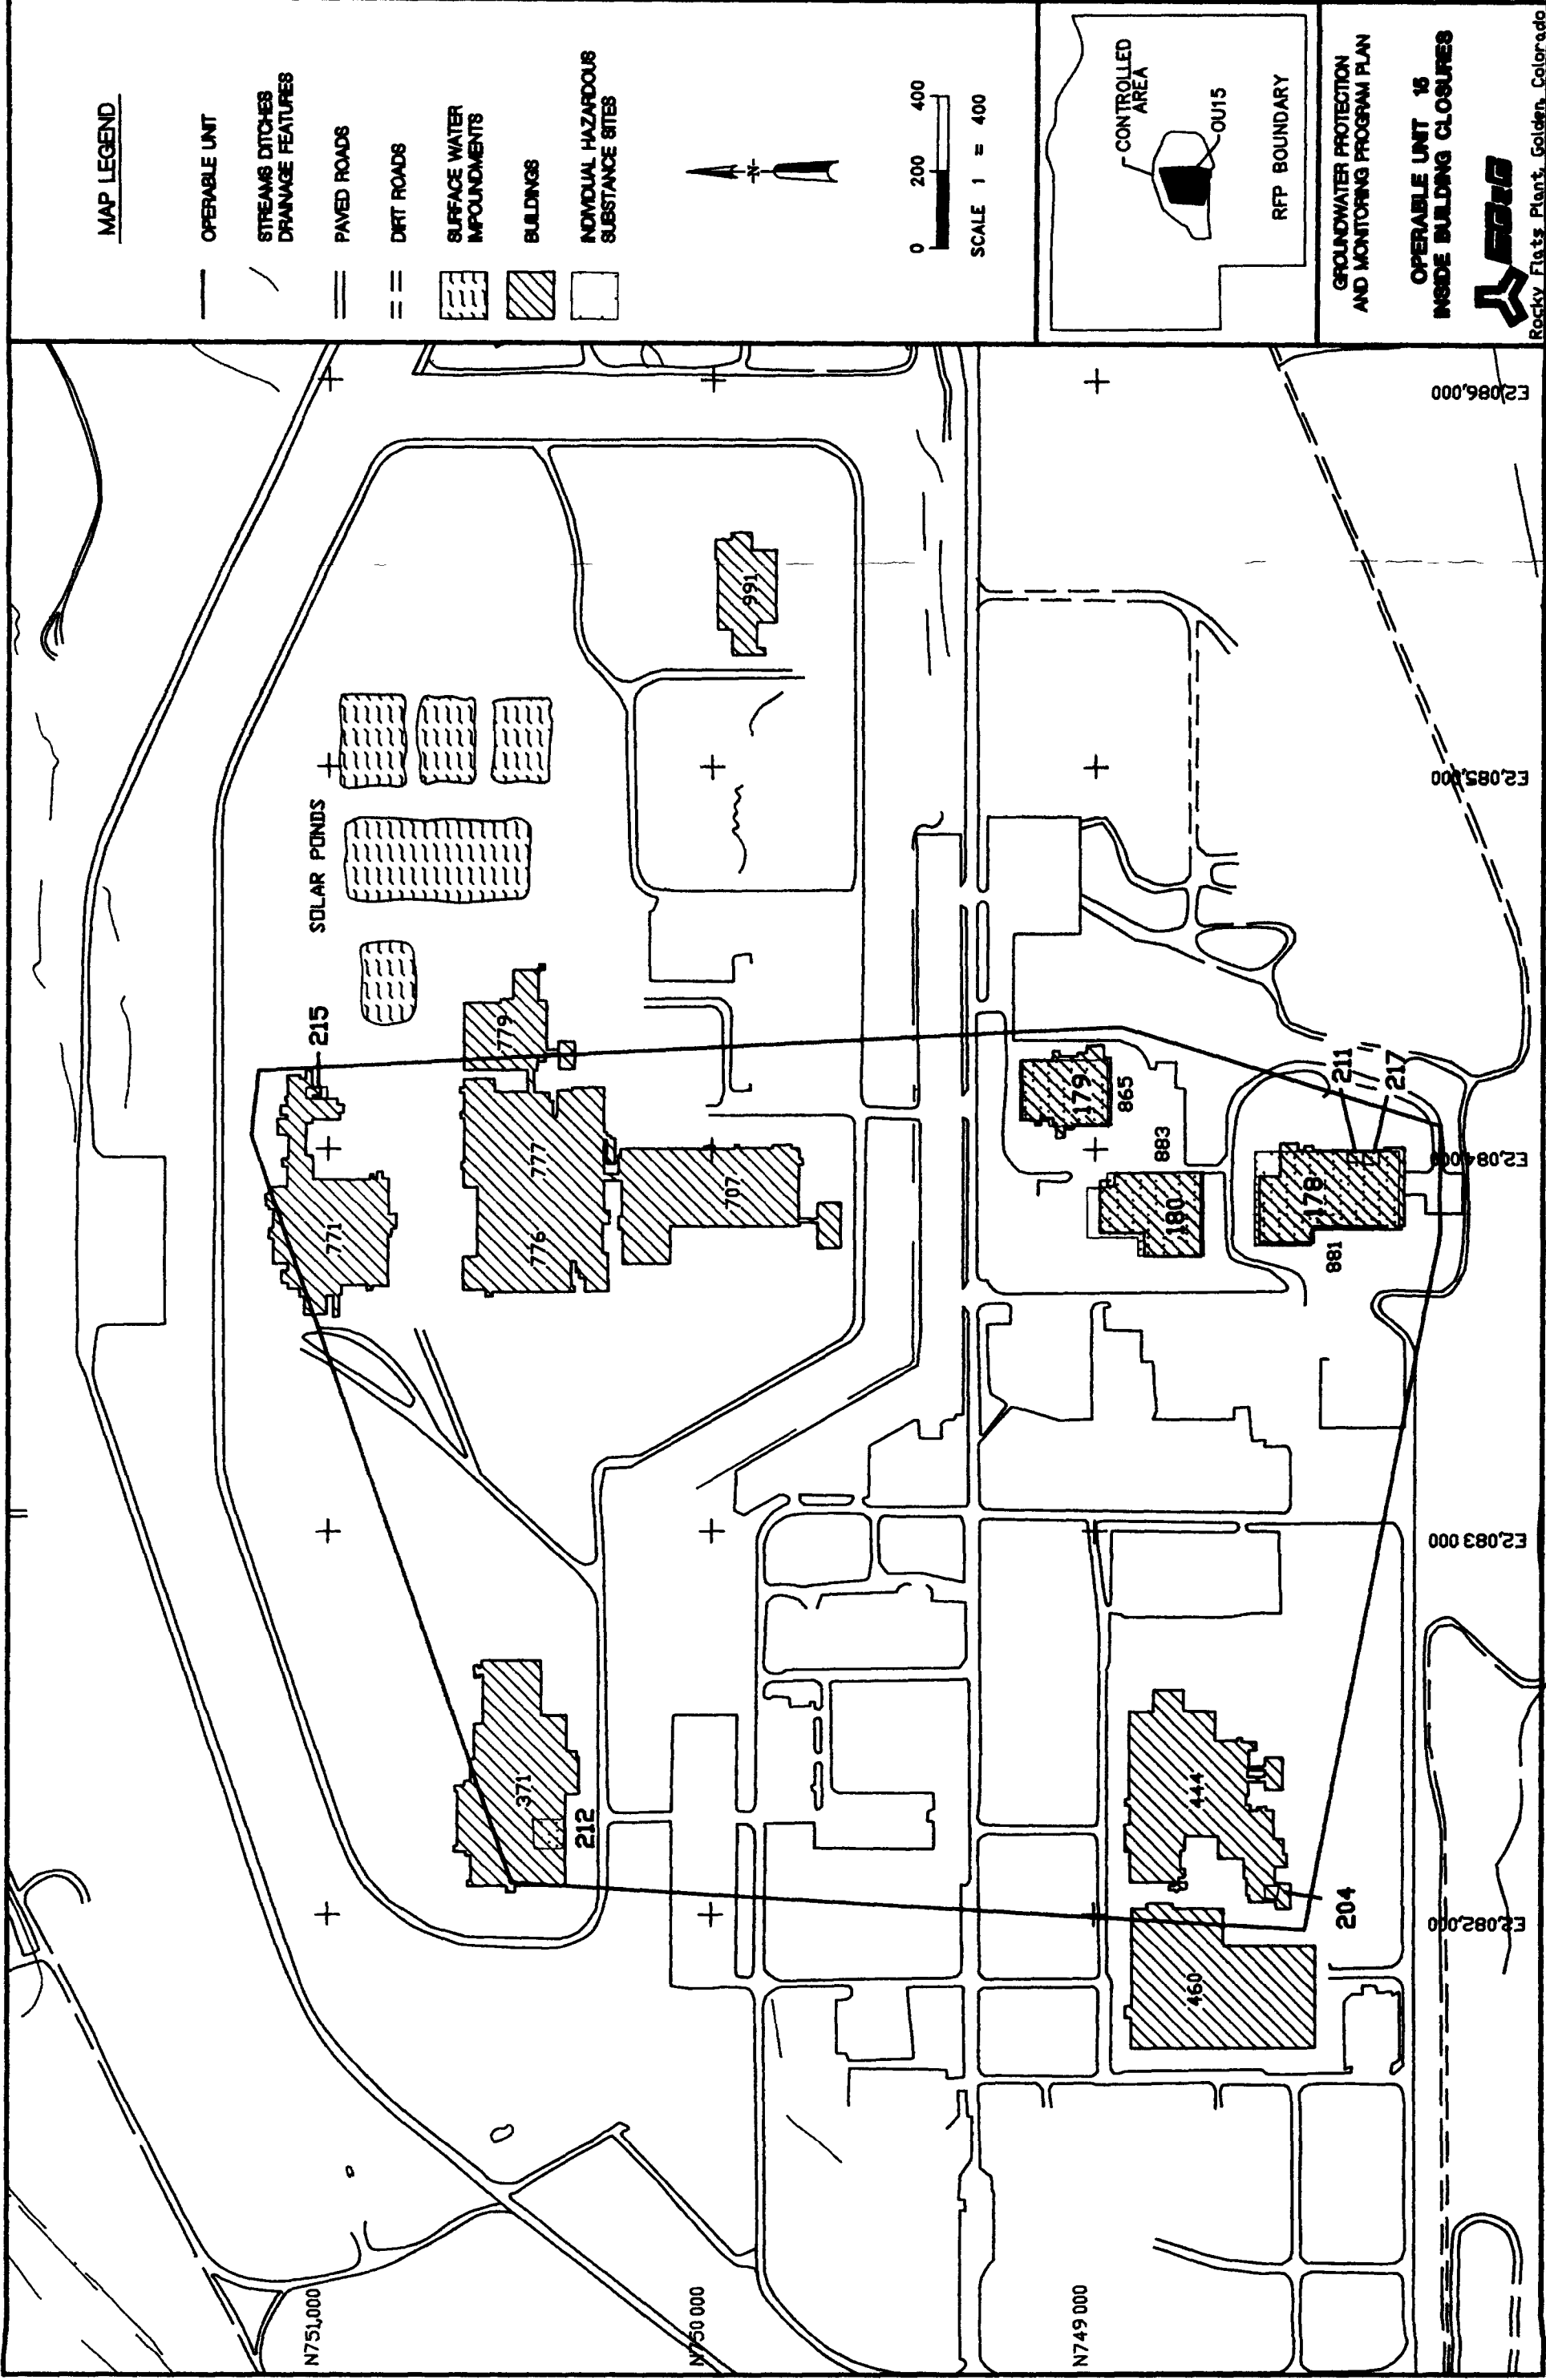 MAP LEGEND
OPERABLE UNIT
STREAMS DITCHES
DRAINAGE FEATURES
PAVED ROADS
DIRT ROADS
SURFACE WATER
IMPOUNDMENTS
BUILDINGS
INDIVIDUAL HAZARDOUS
SUBSTANCE SITES
N
0 200 400
SCALE 1 = 400
CONTROLLED
AREA
OU15
RFP BOUNDARY
GROUNDWATER PROTECTION
AND MONITORING PROGRAM PLAN
OPERABLE UNIT 15
INSIDE BUILDING CLOSURES
EG&G
Rocky Flats Plant, Golden, Colorado
N751,000
N750 000
N749 000
E2,082,000
E2,083 000
E2,084,000
E2,085,000
E2,086,000
SOLAR PONDS
215
771
779
777
776
707
991
371
212
444
460
204
179
865
883
180
178
881
211
217